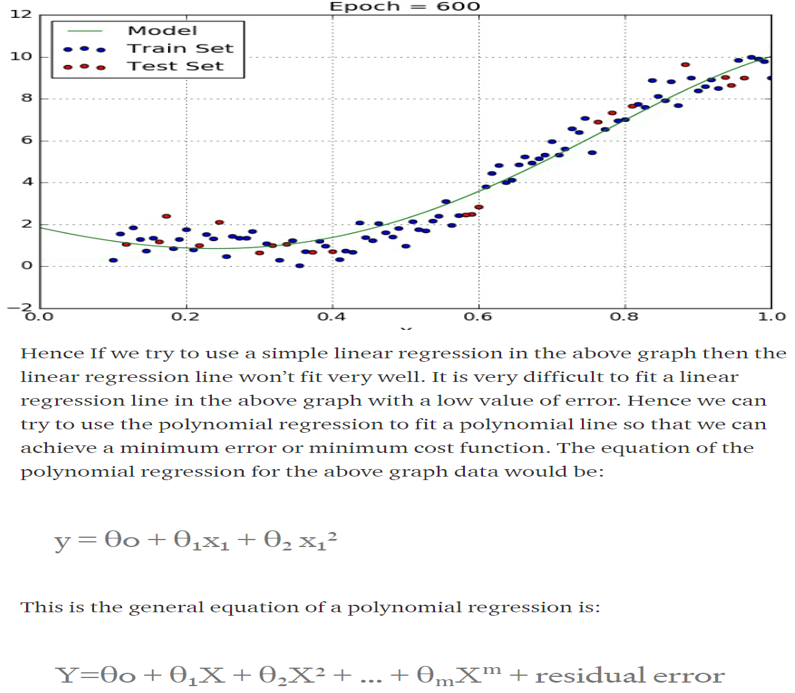 Epoch = 600
12
10
8
6
4
2
0
−2
Model
Train Set
Test Set
0.0 0.2 0.4 0.6 0.8 1.0
Hence If we try to use a simple linear regression in the above graph then the
linear regression line won’t fit very well. It is very difficult to fit a linear
regression line in the above graph with a low value of error. Hence we can
try to use the polynomial regression to fit a polynomial line so that we can
achieve a minimum error or minimum cost function. The equation of the
polynomial regression for the above graph data would be:
y = θo + θ₁x₁ + θ₂ x₁²
This is the general equation of a polynomial regression is:
Y=θo + θ₁X + θ₂X² + … + θₘXᵐ + residual error